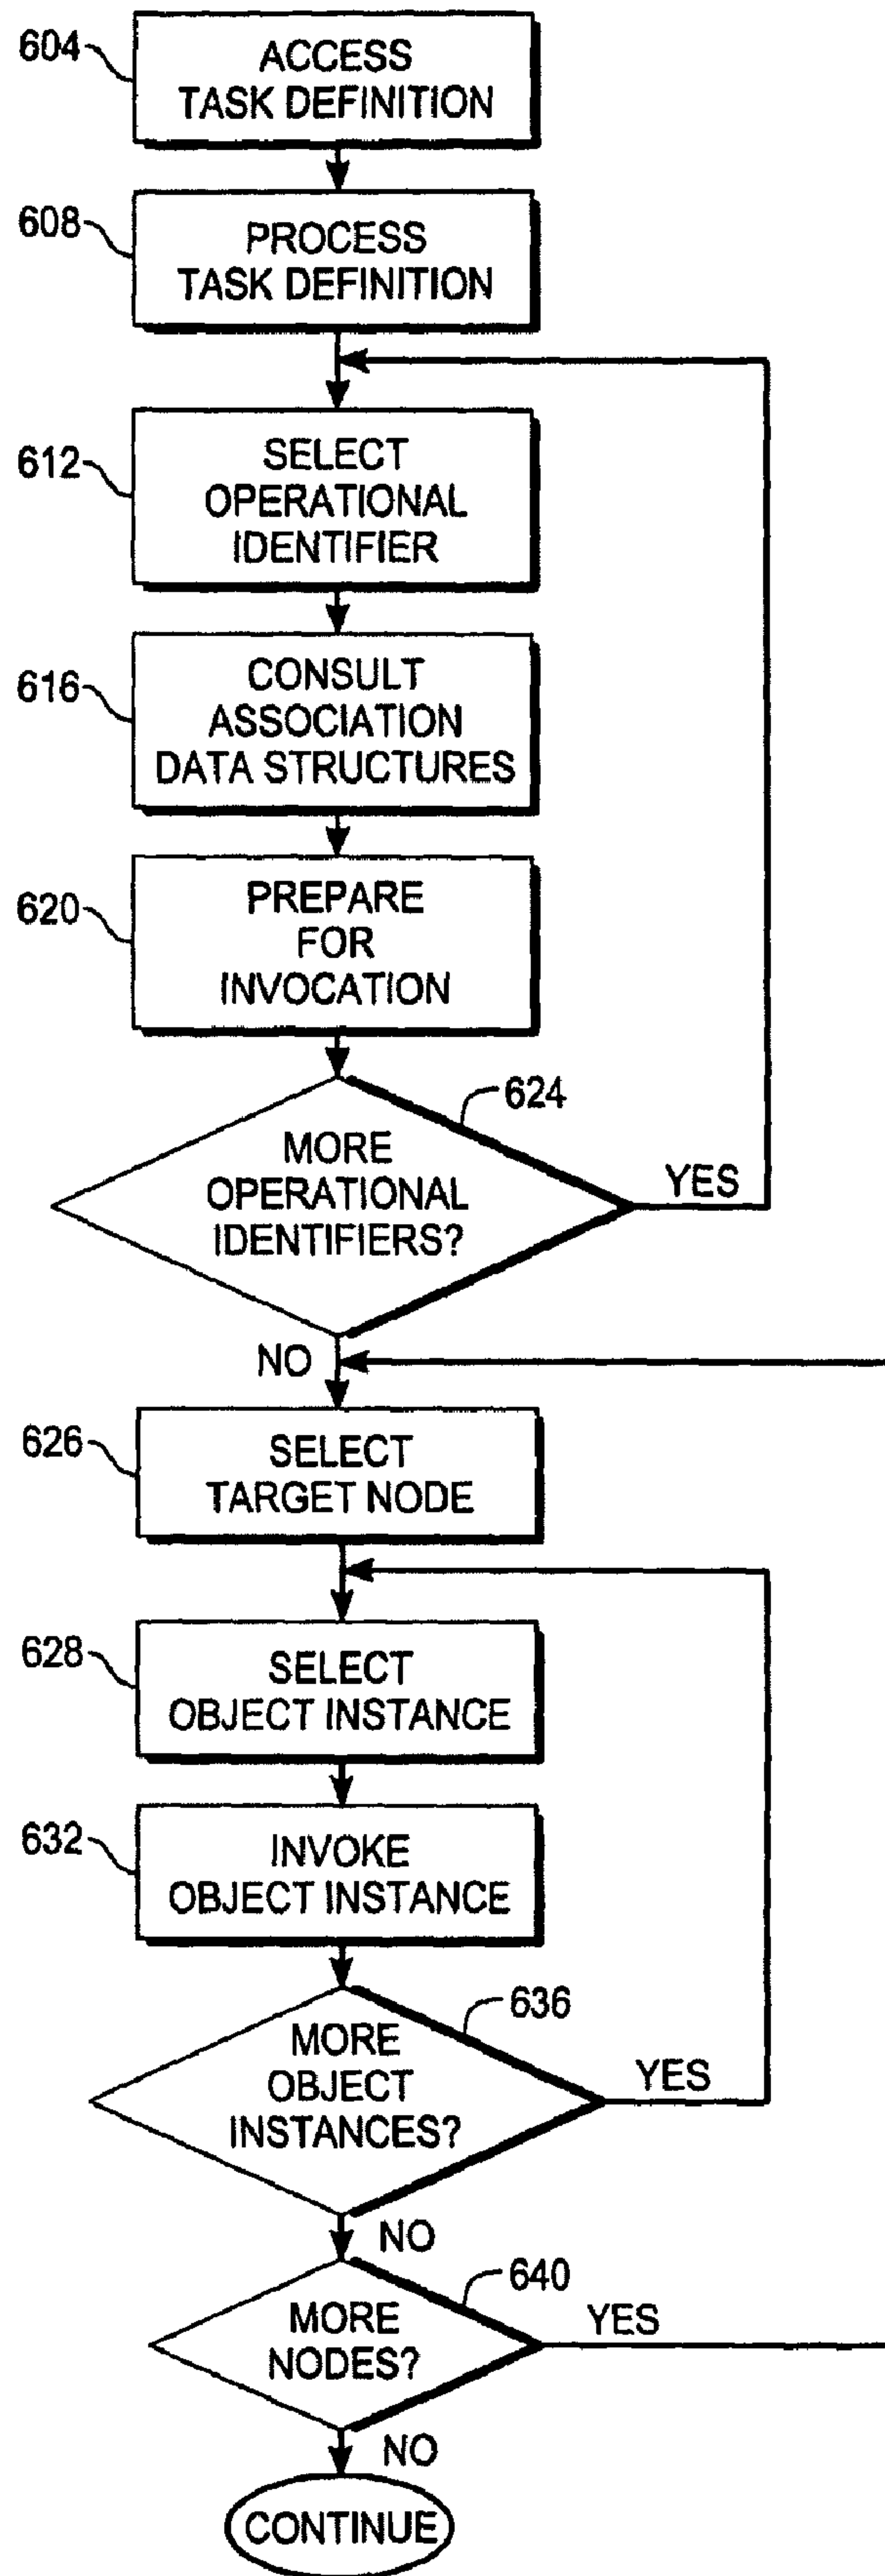 604
ACCESS
TASK DEFINITION
608
PROCESS
TASK DEFINITION
612
SELECT
OPERATIONAL
IDENTIFIER
616
CONSULT
ASSOCIATION
DATA STRUCTURES
620
PREPARE
FOR
INVOCATION
624
MORE
OPERATIONAL
IDENTIFIERS?
YES
NO
626
SELECT
TARGET NODE
628
SELECT
OBJECT INSTANCE
632
INVOKE
OBJECT INSTANCE
636
MORE
OBJECT
INSTANCES?
YES
NO
640
MORE
NODES?
YES
NO
CONTINUE